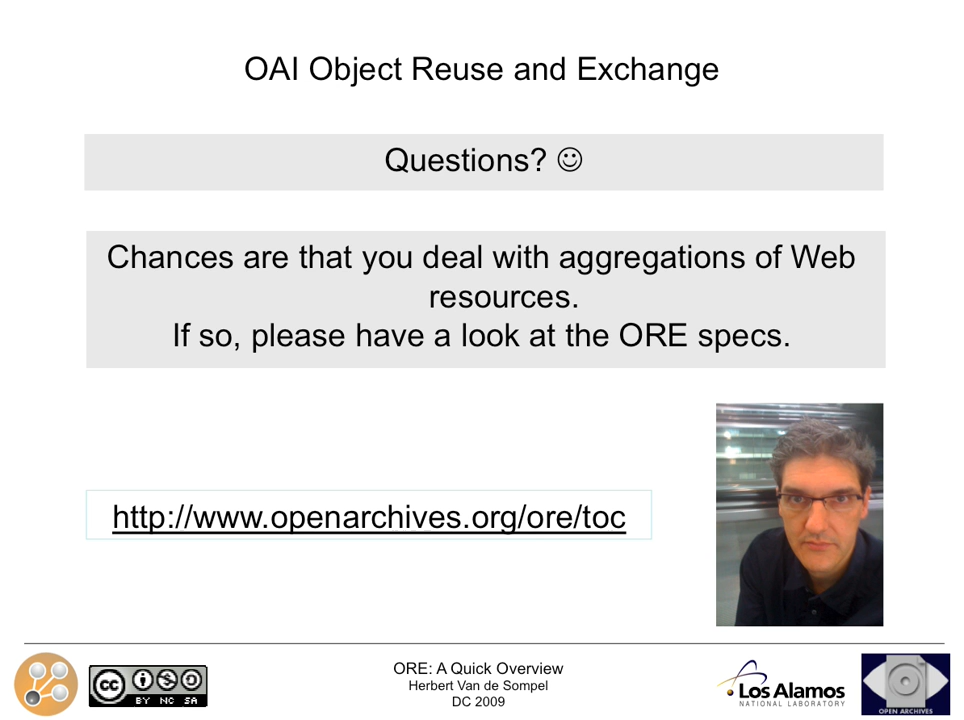 OAI Object Reuse and Exchange
Questions? ☺
Chances are that you deal with aggregations of Web
resources.
If so, please have a look at the ORE specs.
http://www.openarchives.org/ore/toc
ORE: A Quick Overview
Herbert Van de Sompel
DC 2009
cc
BY NC SA
Los Alamos
NATIONAL LABORATORY
OPEN ARCHIVES